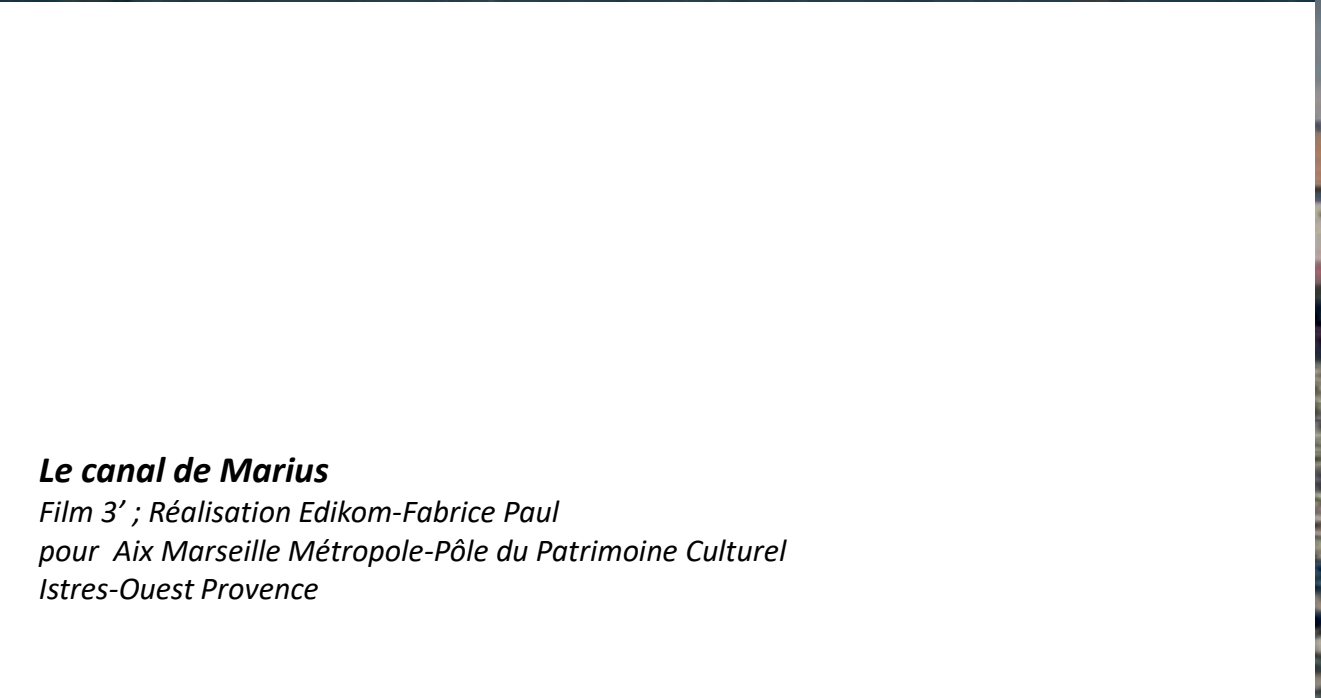 Le canal de Marius
Film 3’ ; Réalisation Edikom-Fabrice Paul
pour  Aix Marseille Métropole-Pôle du Patrimoine Culturel
Istres-Ouest Provence